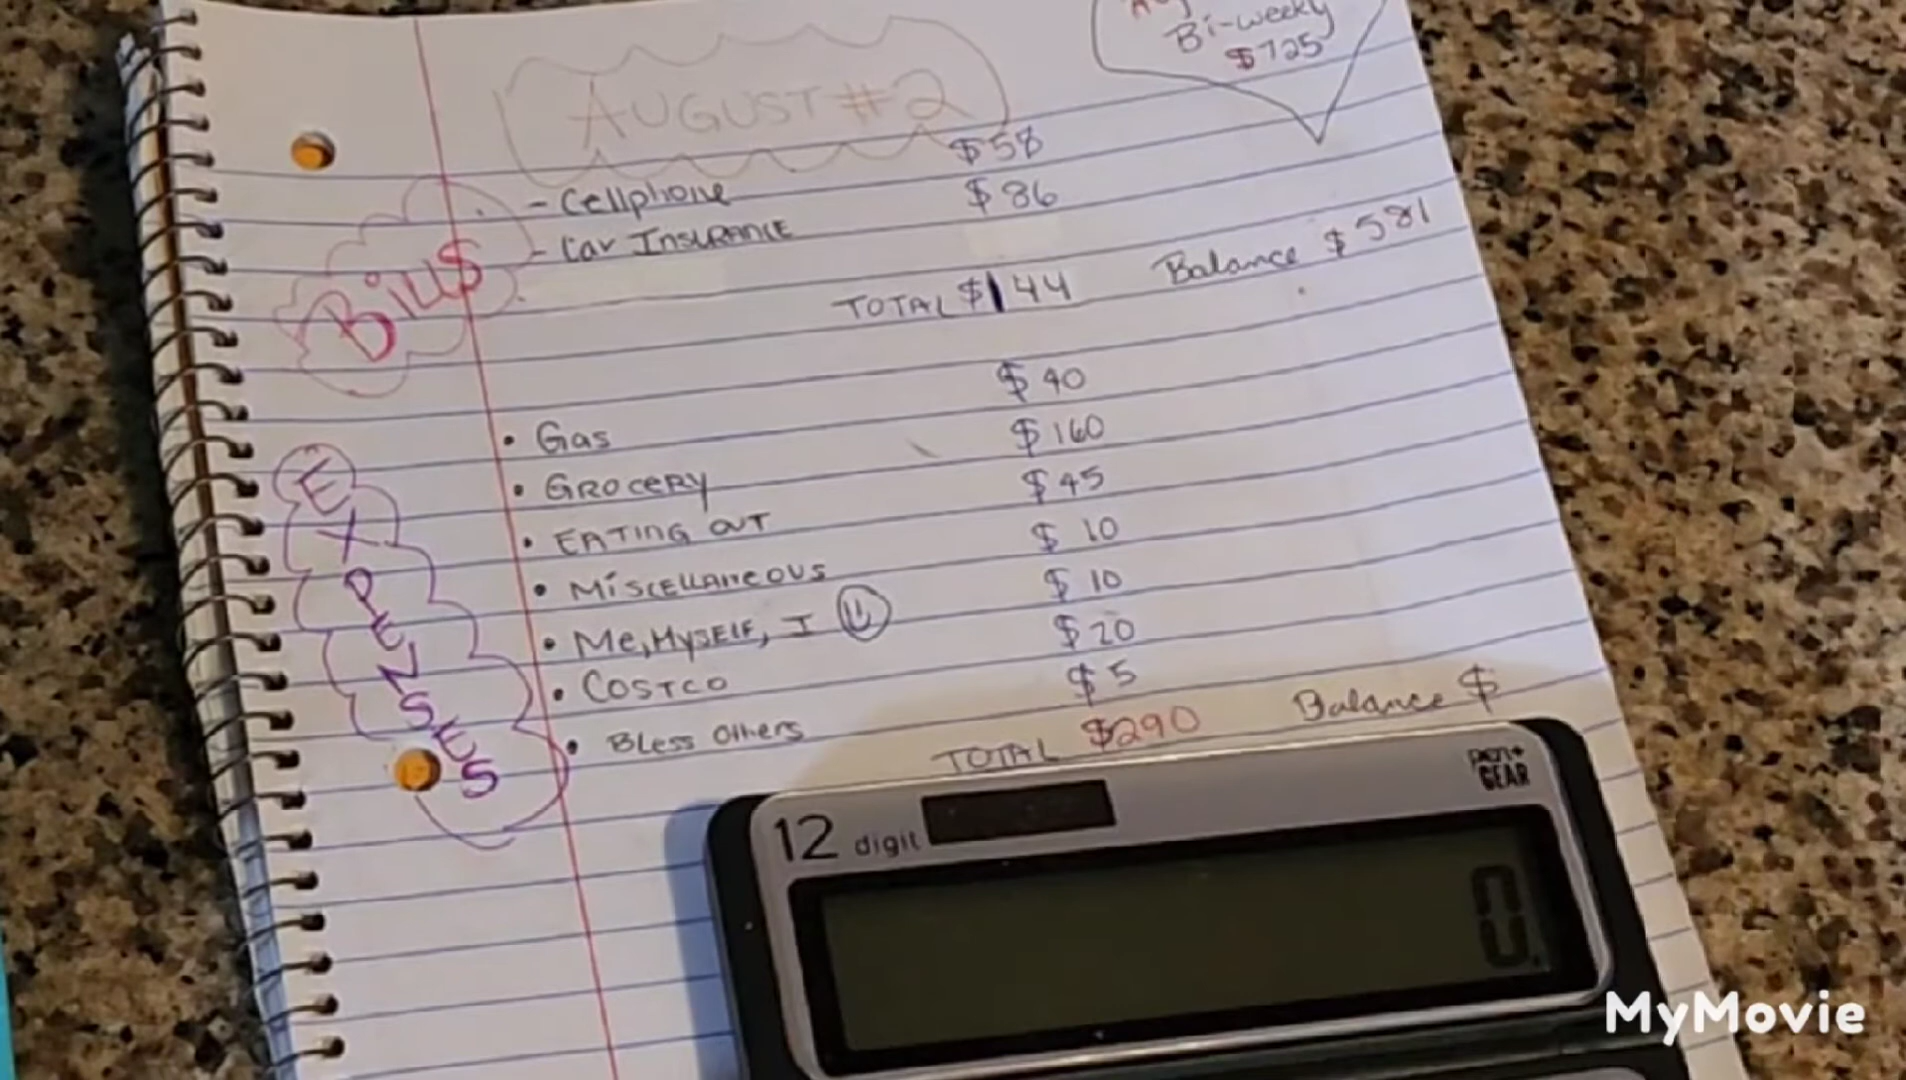 Bi-weekly
$725
AUGUST #2
Bills
- Cellphone $58
- Car Insurance $86
TOTAL $144 Balance $581
EXPENSES
• Gas $40
• GROCERY $160
• EATING OUT $45
• MISCELLANEOUS $10
• Me, Myself, I $10
• COSTCO $20
• Bless Others $5
TOTAL $290 Balance $
PEN+
GEAR
12 digit
0.
MyMovie